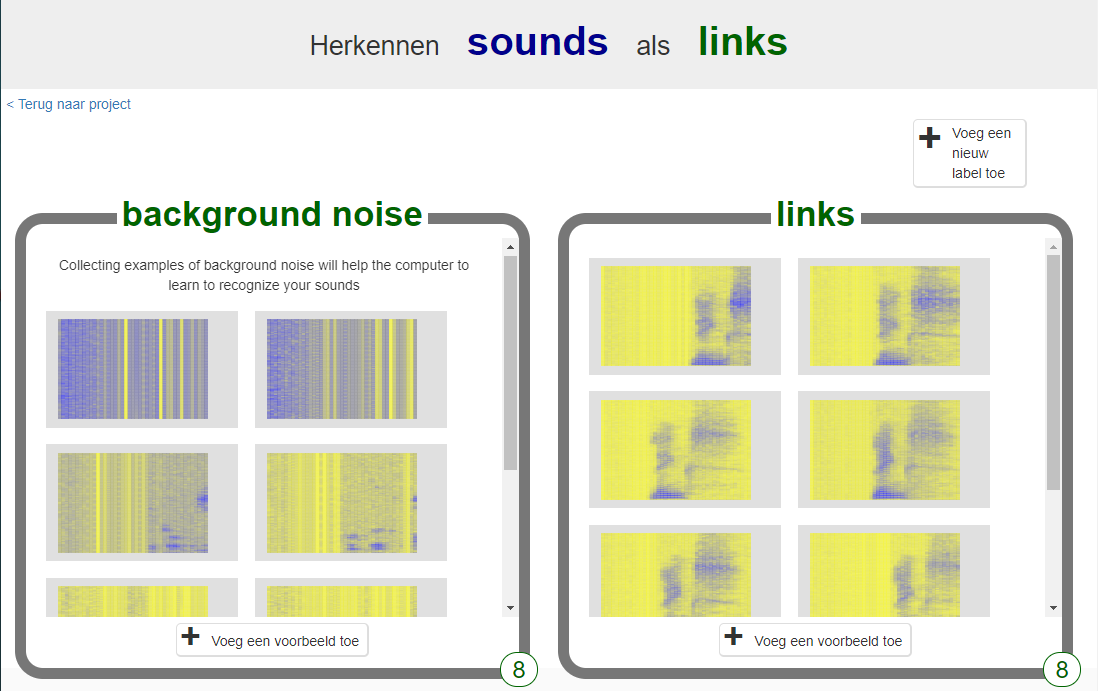 Herkennen sounds als links
< Terug naar project
Voeg een
nieuw
label toe
background noise
Collecting examples of background noise will help the computer to
learn to recognize your sounds
Voeg een voorbeeld toe
8
links
Voeg een voorbeeld toe
8